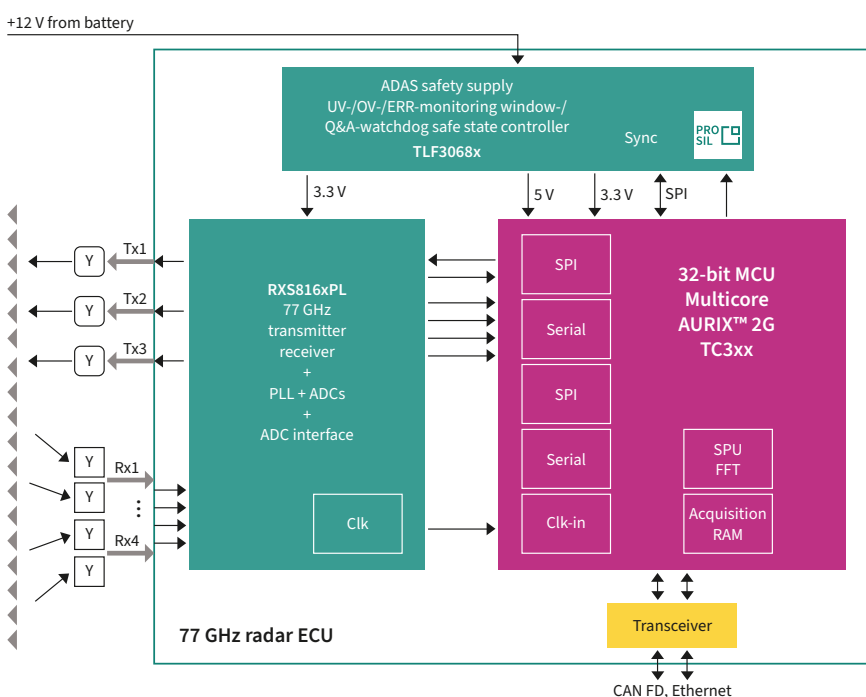 +12 V from battery
ADAS safety supply
UV-/OV-/ERR-monitoring window-/
Q&A-watchdog safe state controller
TLF3068x
Sync
PRO
SIL
3.3 V
5 V
3.3 V
SPI
Y
Tx1
Y
Tx2
Y
Tx3
RXS816xPL
77 GHz
transmitter
receiver
+
PLL + ADCs
+
ADC interface
Clk
SPI
Serial
SPI
Serial
Clk-in
32-bit MCU
Multicore
AURIX™ 2G
TC3xx
SPU
FFT
Acquisition
RAM
Y
Rx1
Y
⋮
Y
Rx4
Y
77 GHz radar ECU
Transceiver
CAN FD, Ethernet